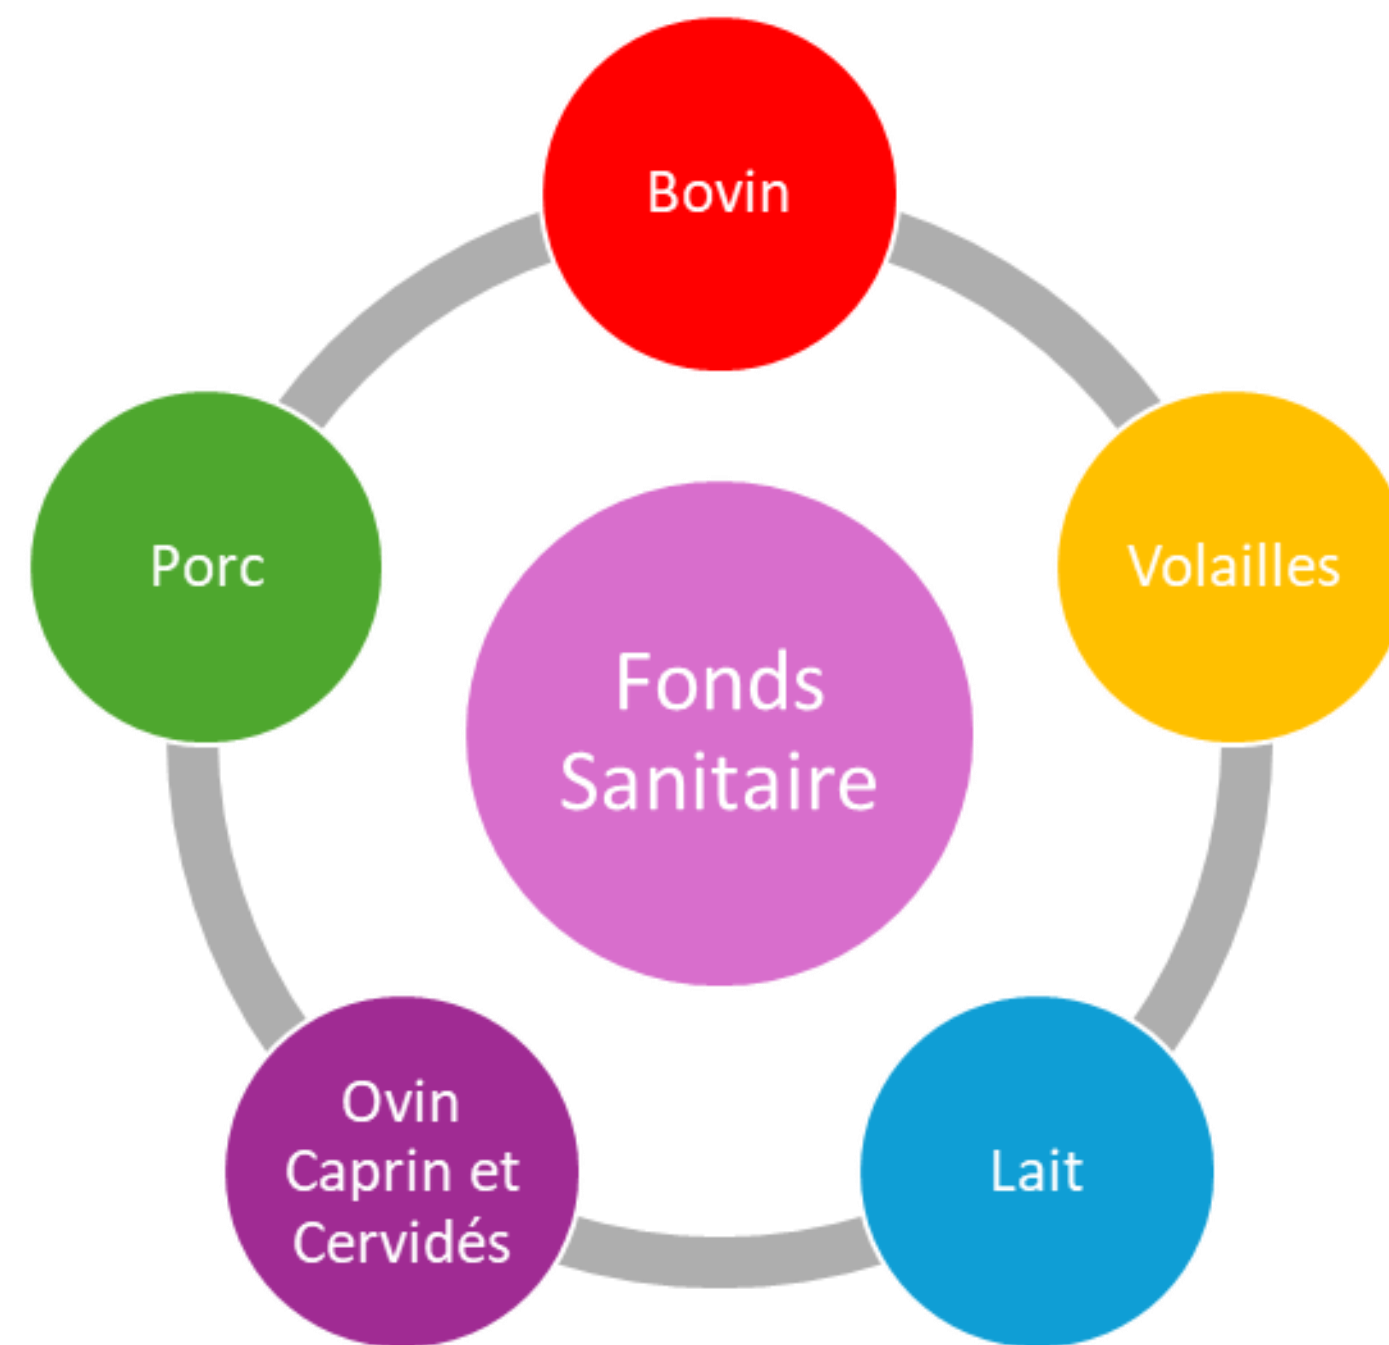 Bovin
Porc
Volailles
Fonds
Sanitaire
Ovin
Caprin et
Cervidés
Lait